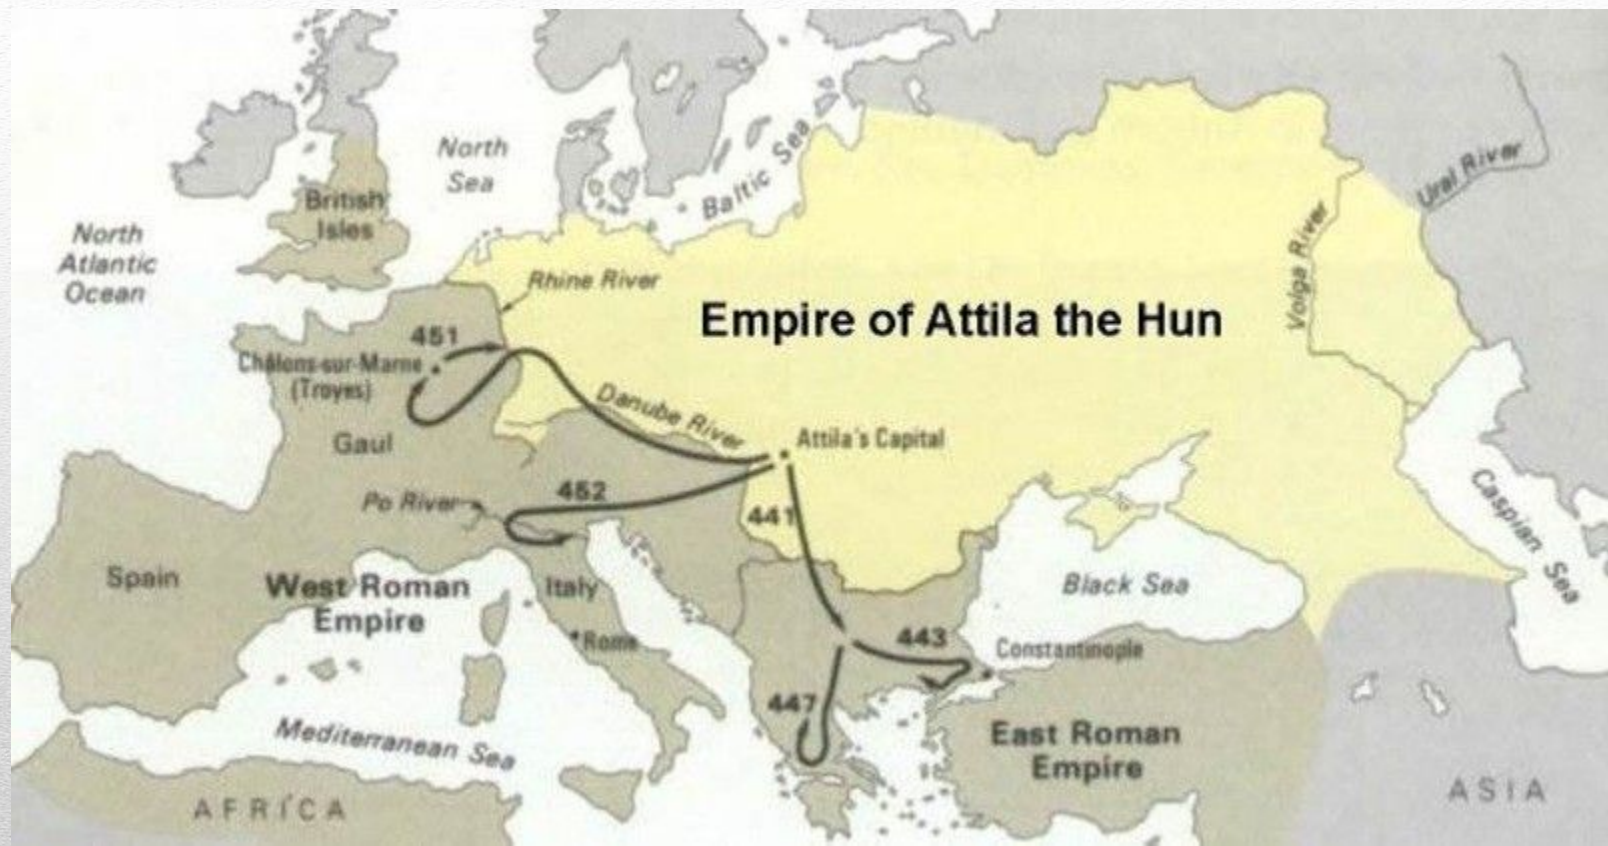 North
Sea
Baltic Sea
Ural River
British
Isles
North
Atlantic
Ocean
Volga River
Rhine River
Empire of Attila the Hun
451
Châlons-sur-Marne
(Troyes)
Danube River
Attila's Capital
Gaul
452
Po River
441
Caspian Sea
Spain
West Roman
Empire
Italy
Black Sea
Rome
443
Constantinople
447
Mediterranean Sea
East Roman
Empire
AFRICA
ASIA